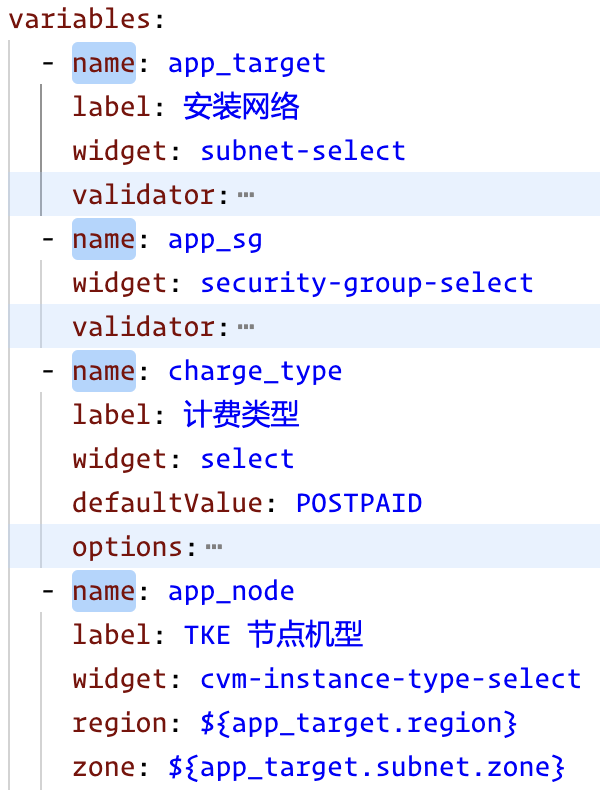 variables:
- name: app_target
label: 安装网络
widget: subnet-select
validator:⋯
- name: app_sg
widget: security-group-select
validator:⋯
- name: charge_type
label: 计费类型
widget: select
defaultValue: POSTPAID
options:⋯
- name: app_node
label: TKE 节点机型
widget: cvm-instance-type-select
region: ${app_target.region}
zone: ${app_target.subnet.zone}